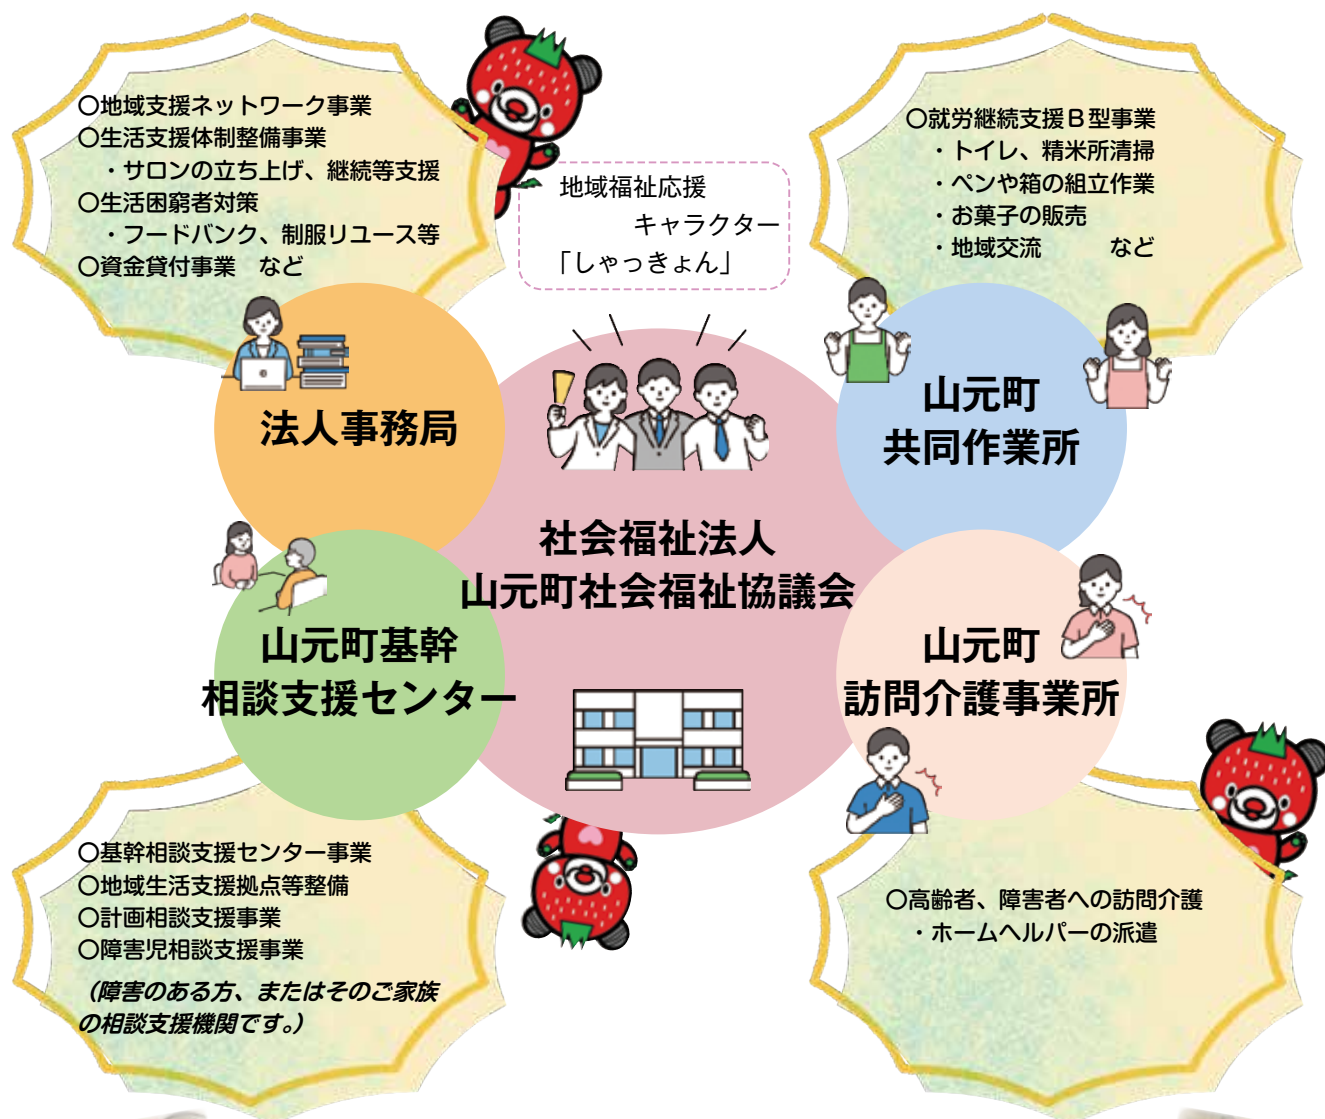 〇地域支援ネットワーク事業
〇生活支援体制整備事業
・サロンの立ち上げ、継続等支援
〇生活困窮者対策
・フードバンク、制服リユース等
〇資金貸付事業　など
地域福祉応援
キャラクター
「しゃっきょん」
〇就労継続支援Ｂ型事業
・トイレ、精米所清掃
・ペンや箱の組立作業
・お菓子の販売
・地域交流　　　など
法人事務局
山元町
共同作業所
社会福祉法人
山元町社会福祉協議会
山元町基幹
相談支援センター
山元町
訪問介護事業所
〇基幹相談支援センター事業
〇地域生活支援拠点等整備
〇計画相談支援事業
〇障害児相談支援事業
（障害のある方、またはそのご家族
の相談支援機関です。）
〇高齢者、障害者への訪問介護
・ホームヘルパーの派遣